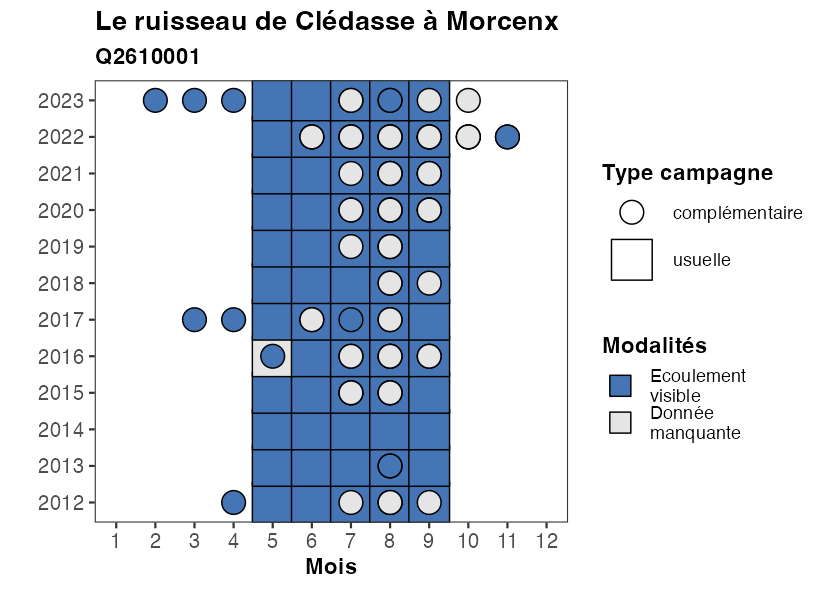 Le ruisseau de Clédasse à Morcenx
Q2610001
2023
2022
2021
2020
2019
2018
2017
2016
2015
2014
2013
2012
1 2 3 4 5 6 7 8 9 10 11 12
Mois
Type campagne
complémentaire
usuelle
Modalités
Ecoulement
visible
Donnée
manquante